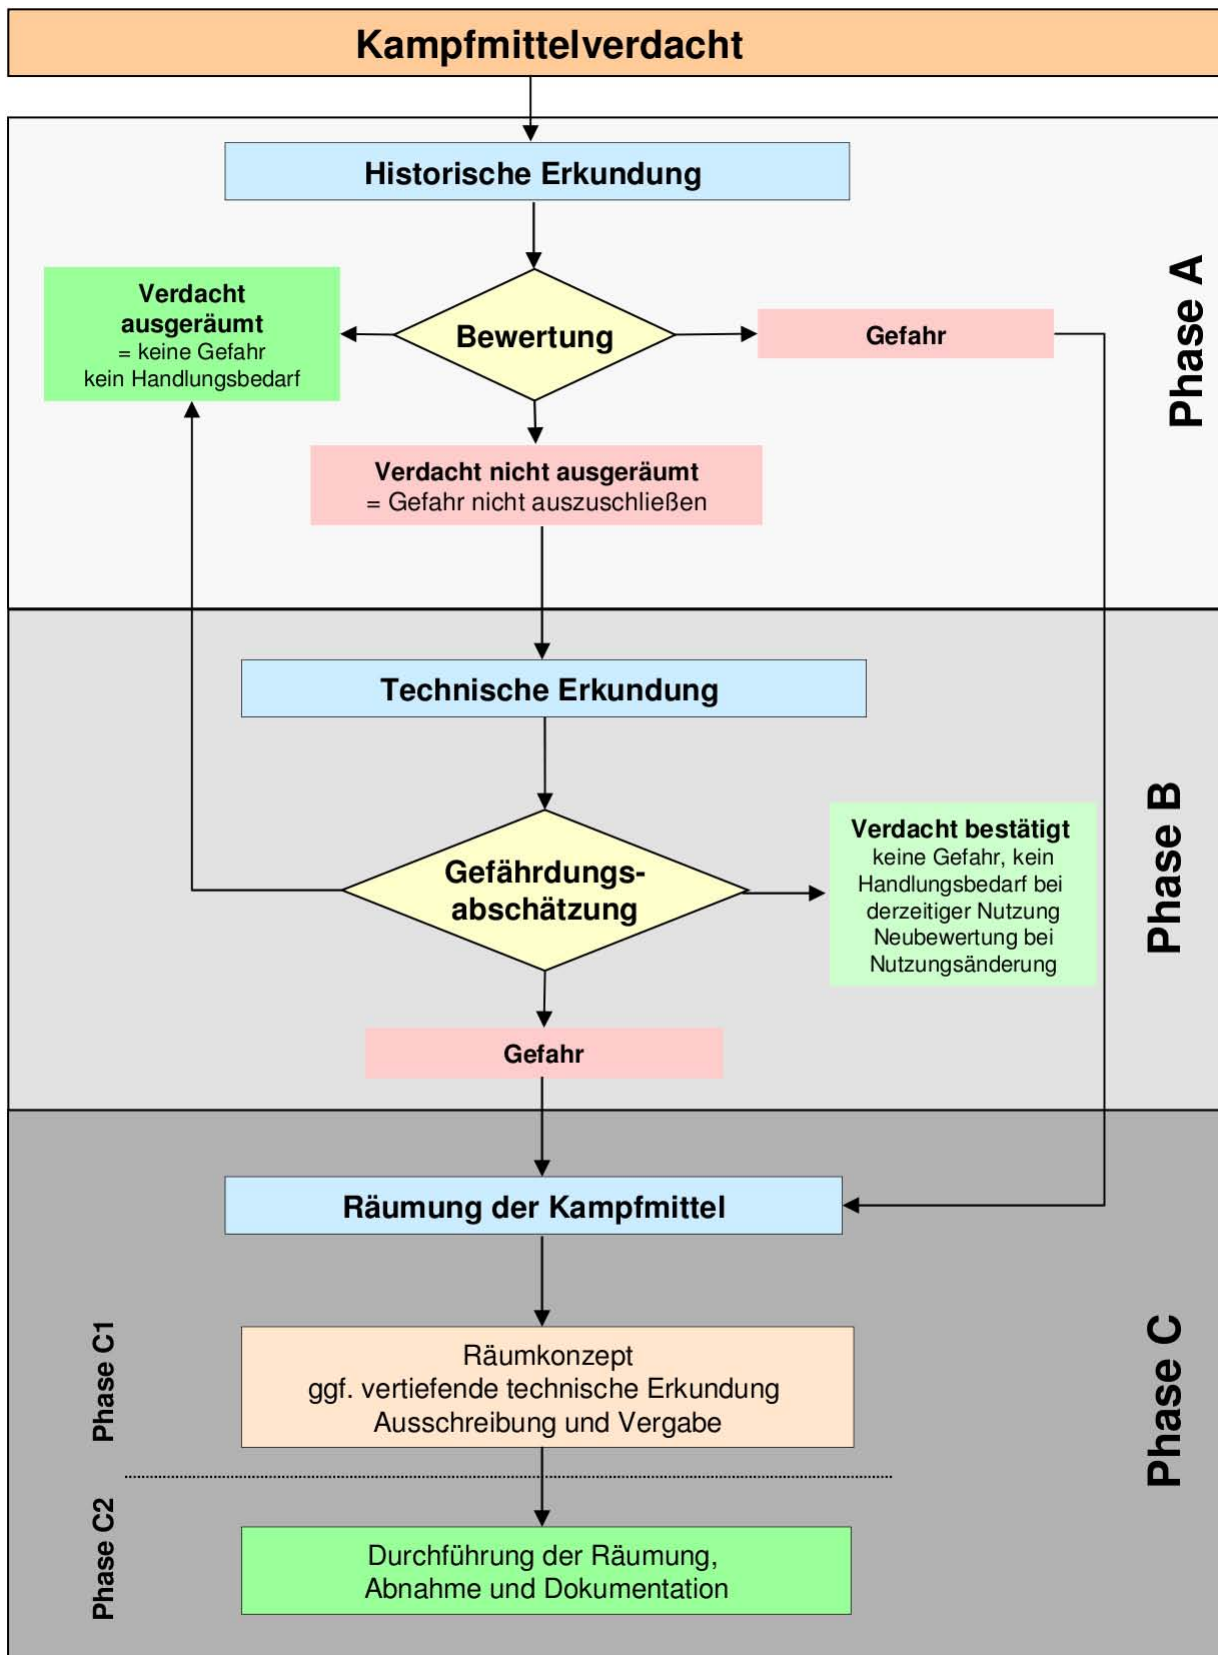 Kampfmittelverdacht
Historische Erkundung
Verdacht
ausgeräumt
= keine Gefahr
kein Handlungsbedarf
Bewertung
Gefahr
Verdacht nicht ausgeräumt
= Gefahr nicht auszuschließen
Phase A
Technische Erkundung
Gefährdungs-
abschätzung
Verdacht bestätigt
keine Gefahr, kein
Handlungsbedarf bei
derzeitiger Nutzung
Neubewertung bei
Nutzungsänderung
Gefahr
Phase B
Räumung der Kampfmittel
Phase C1
Räumkonzept
ggf. vertiefende technische Erkundung
Ausschreibung und Vergabe
Phase C2
Durchführung der Räumung,
Abnahme und Dokumentation
Phase C